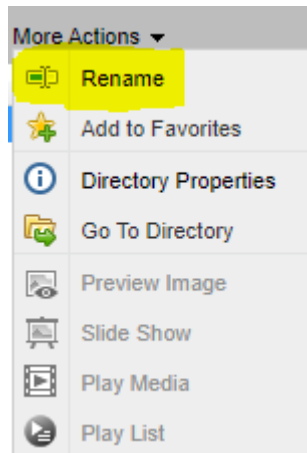 More Actions
Rename
Add to Favorites
Directory Properties
Go To Directory
Preview Image
Slide Show
Play Media
Play List